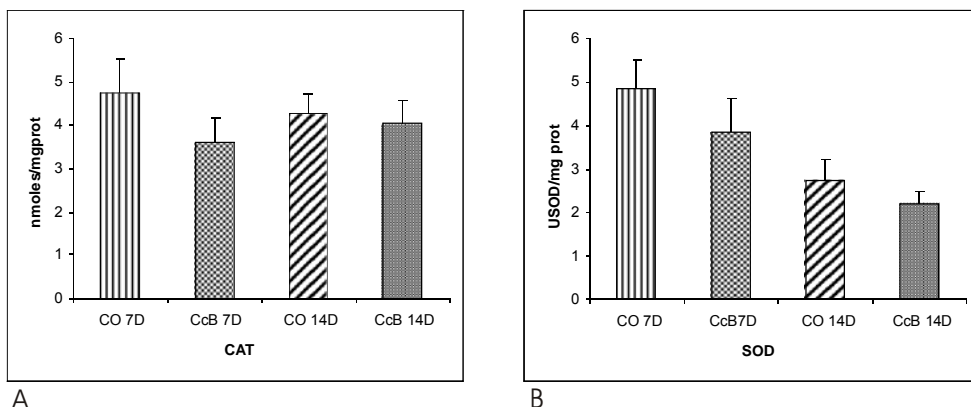 6
5
4
3
2
1
0
nmoles/mgprot
CO 7D CcB 7D CO 14D CcB 14D
CAT
A
6
5
4
3
2
1
0
USOD/mg prot
CO 7D CcB7D CO 14D CcB 14D
SOD
B